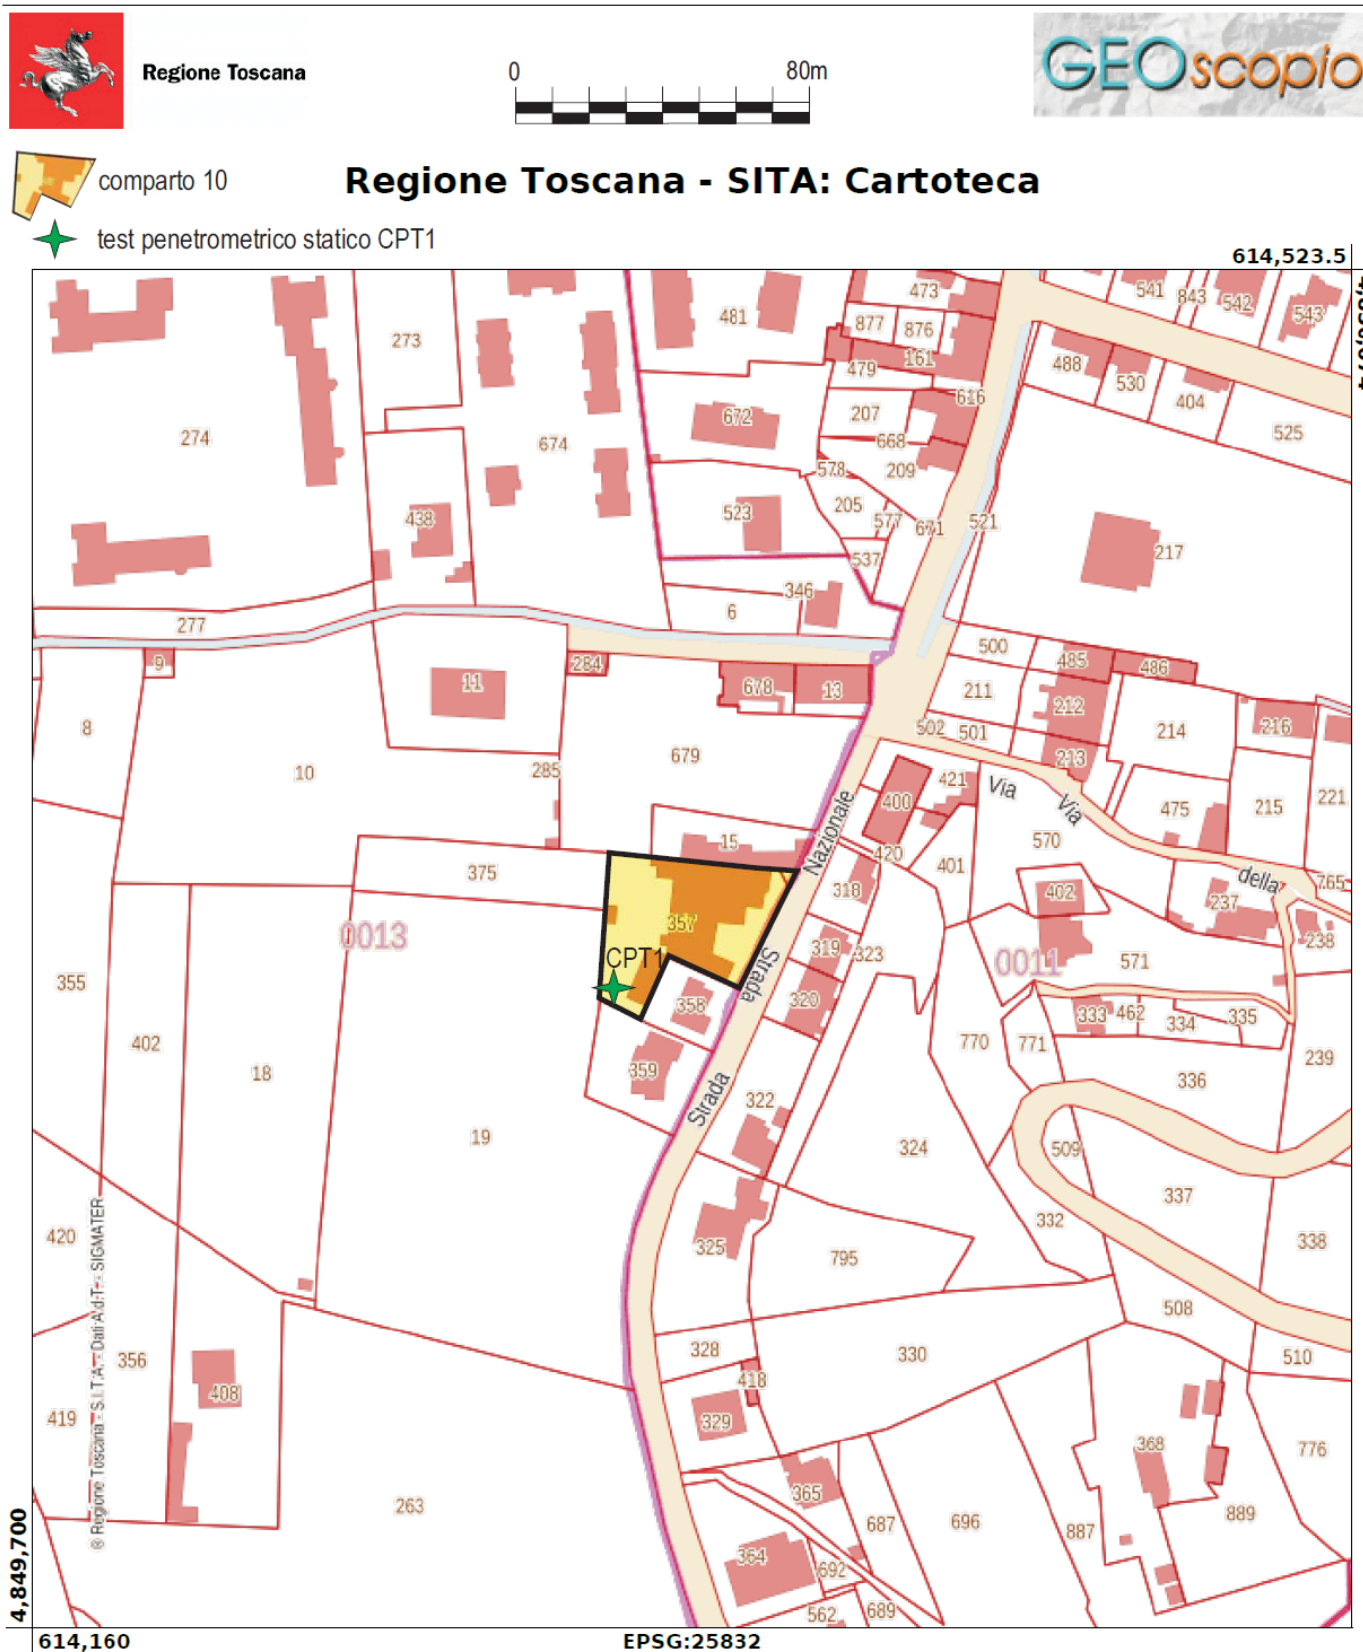 Regione Toscana
0 80m
GEOscopio
comparto 10
Regione Toscana - SITA: Cartoteca
test penetrometrico statico CPT1
614,523.5
473 541 843 542 543
481 877 876
273 161 479 488 530 404
616
274 674 672 207 668 525
578 209
438 523 205 577 671 521 217
537
346
277 6
9 11 284 678 13 500 485 486
211 212
8 502 501 214 216
10 285 679 213
Via Via
400 421 475 215 221
Nazionale
15 570
375 420 401 della 765
318 402 237
357
0013 319 323 238
CPT1 Strada 0011 571
355 358 320 333 462 334 335
402 770 771 239
18 359 336
Strada 322
19 324 509
337
332
420 325 795 338
508
356 328 330 510
408 418
419 329 368 776
365
263 687 696 887 889
364 692
562 689
® Regione Toscana - S.I.T.A. - Dati A.d.T. - SIGMATER
4,849,700
614,160 EPSG:25832